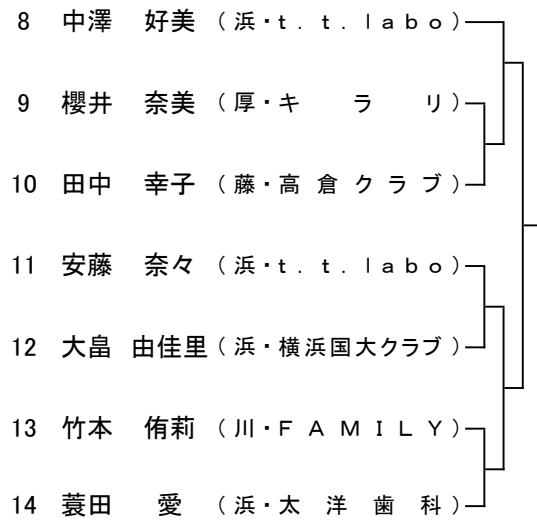 8 中澤 好美 (浜・t.t.labo)
9 櫻井 奈美 (厚・キラリ)
10 田中 幸子 (藤・高倉クラブ)
11 安藤 奈々 (浜・t.t.labo)
12 大畠 由佳里 (浜・横浜国大クラブ)
13 竹本 侑莉 (川・FAMILY)
14 蓑田 愛 (浜・太洋歯科)